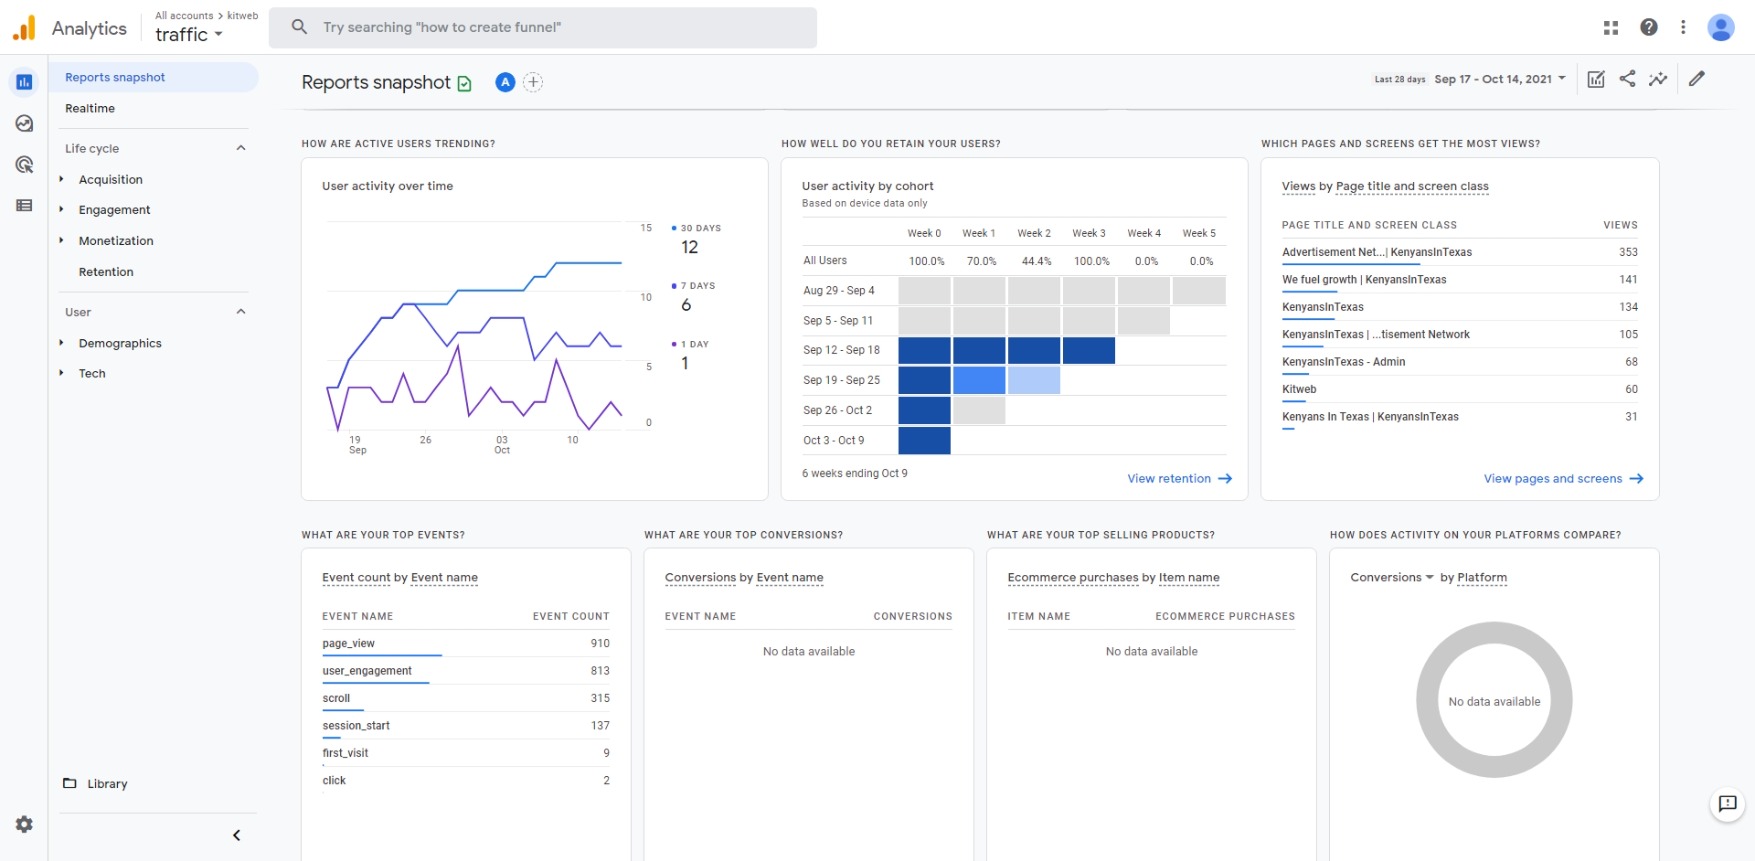 Analytics
All accounts > kitweb
traffic
Try searching "how to create funnel"
Reports snapshot
Realtime
Life cycle
Acquisition
Engagement
Monetization
Retention
User
Demographics
Tech
Library
Reports snapshot
A
Last 28 days Sep 17 - Oct 14, 2021
HOW ARE ACTIVE USERS TRENDING?
User activity over time
15
10
5
0
19
Sep
26
03
Oct
10
30 DAYS
12
7 DAYS
6
1 DAY
1
HOW WELL DO YOU RETAIN YOUR USERS?
User activity by cohort
Based on device data only
Week 0 Week 1 Week 2 Week 3 Week 4 Week 5
All Users 100.0% 70.0% 44.4% 100.0% 0.0% 0.0%
Aug 29 - Sep 4
Sep 5 - Sep 11
Sep 12 - Sep 18
Sep 19 - Sep 25
Sep 26 - Oct 2
Oct 3 - Oct 9
6 weeks ending Oct 9
View retention
WHICH PAGES AND SCREENS GET THE MOST VIEWS?
Views by Page title and screen class
PAGE TITLE AND SCREEN CLASS VIEWS
Advertisement Net...| KenyansInTexas 353
We fuel growth | KenyansInTexas 141
KenyansInTexas 134
KenyansInTexas | ...tisement Network 105
KenyansInTexas - Admin 68
Kitweb 60
Kenyans In Texas | KenyansInTexas 31
View pages and screens
WHAT ARE YOUR TOP EVENTS?
Event count by Event name
EVENT NAME EVENT COUNT
page_view 910
user_engagement 813
scroll 315
session_start 137
first_visit 9
click 2
WHAT ARE YOUR TOP CONVERSIONS?
Conversions by Event name
EVENT NAME CONVERSIONS
No data available
WHAT ARE YOUR TOP SELLING PRODUCTS?
Ecommerce purchases by Item name
ITEM NAME ECOMMERCE PURCHASES
No data available
HOW DOES ACTIVITY ON YOUR PLATFORMS COMPARE?
Conversions by Platform
No data available